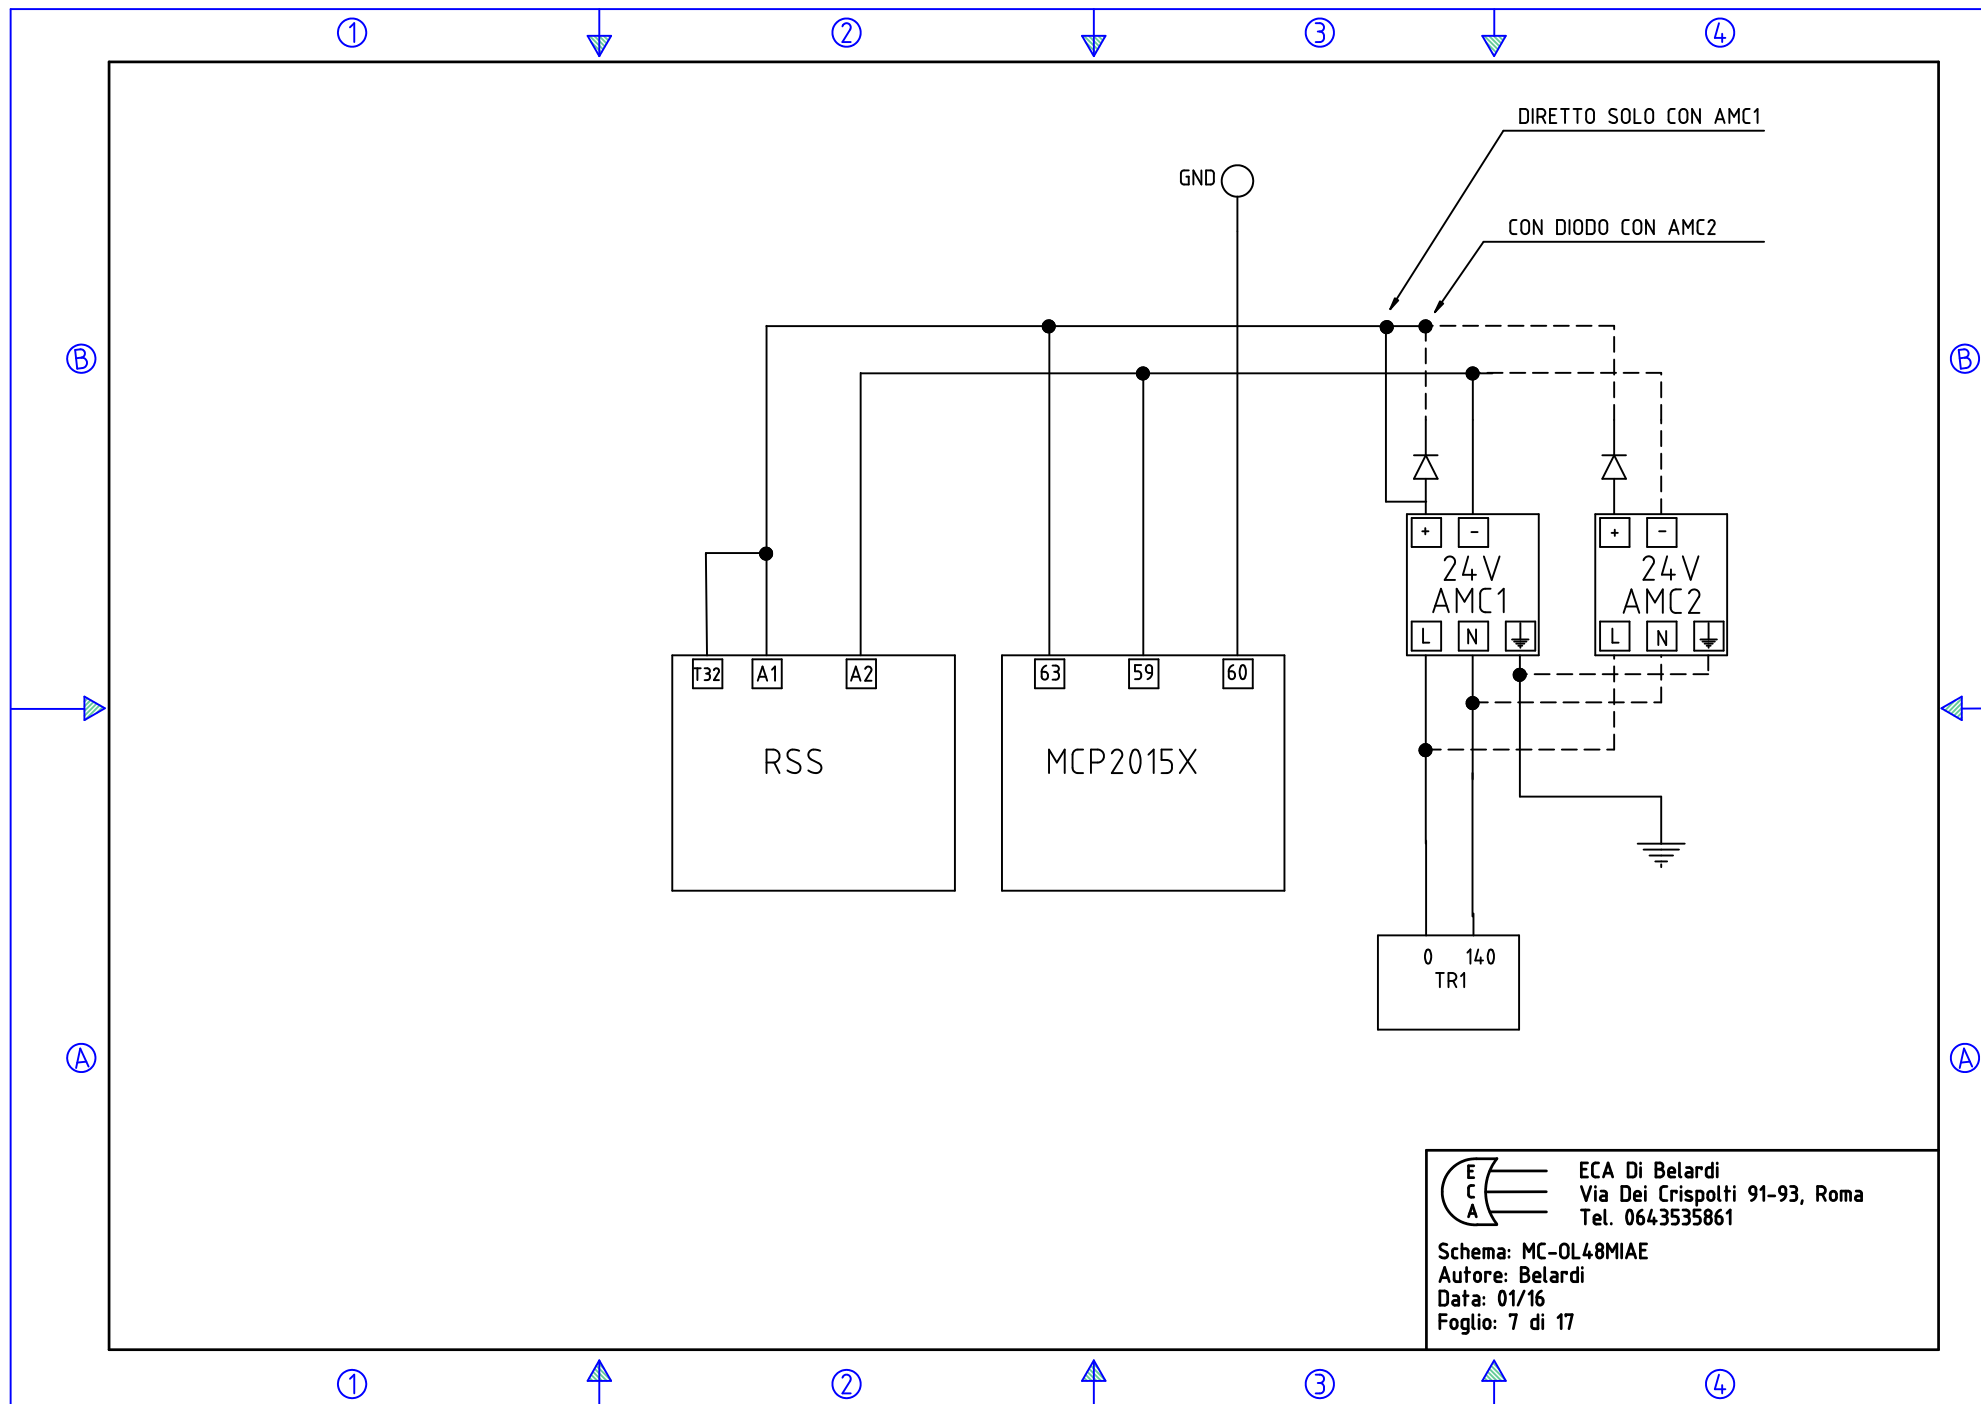 1 2 3 4
DIRETTO SOLO CON AMC1
GND
CON DIODO CON AMC2
B B
+ - + -
24V 24V
AMC1 AMC2
L N L N
T32 A1 A2 63 59 60
RSS MCP2015X
0 140
TR1
A A
E
C
A
ECA Di Belardi
Via Dei Crispolti 91-93, Roma
Tel. 0643535861
Schema: MC-OL48MIAE
Autore: Belardi
Data: 01/16
Foglio: 7 di 17
1 2 3 4